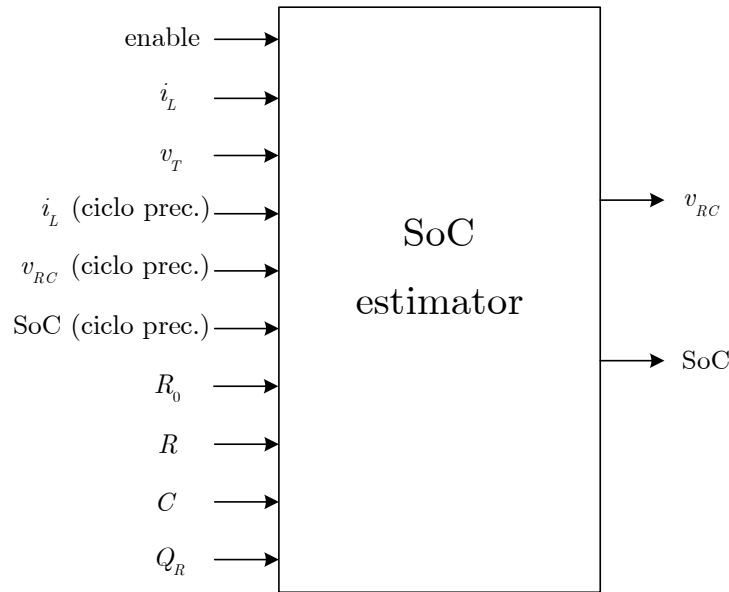 enable
i_L
v_T
i_L (ciclo prec.)
v_RC (ciclo prec.)
SoC (ciclo prec.)
R_0
R
C
Q_R
SoC
estimator
v_RC
SoC